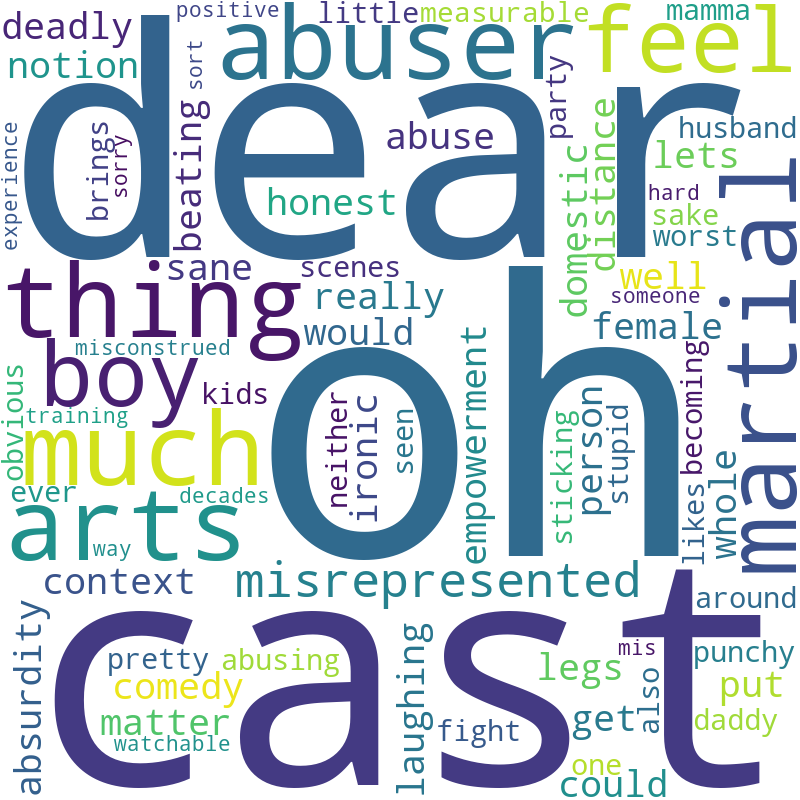 deadly
positive
little
measurable
mamma
notion
sort
abuser
feel
dear
party
husband
experience
brings
sorry
beating
abuse
honest
domestic
distance
lets
hard
sake
worst
martial
sane
scenes
really
well
someone
thing
would
female
misconstrued
boy
kids
obvious
training
much
neither
ironic
seen
oh
empowerment
sticking
person
stupid
becoming
likes
whole
ever
decades
arts
way
context
misrepresented
around
cast
absurdity
pretty
abusing
comedy
matter
watchable
laughing
fight
legs
get
mis
also
punchy
put
daddy
one
could